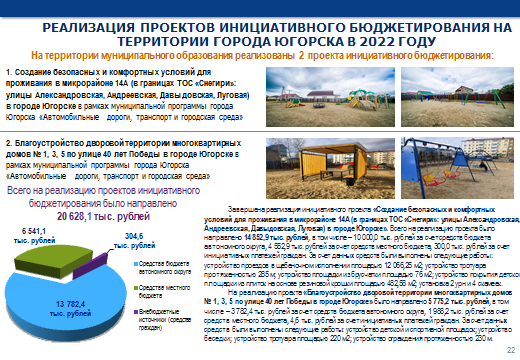 РЕАЛИЗАЦИЯ ПРОЕКТОВ ИНИЦИАТИВНОГО БЮДЖЕТИРОВАНИЯ НА
ТЕРРИТОРИИ ГОРОДА ЮГОРСКА В 2022 ГОДУ
На территории муниципального образования реализованы 2 проекта инициативного бюджетирования:
1. Создание безопасных и комфортных условий для
проживания в микрорайоне 14А (в границах ТОС «Снегири»:
улицы Александровская, Андреевская, Давыдовская, Луговая)
в городе Югорске в рамках муниципальной программы города
Югорска «Автомобильные дороги, транспорт и городская среда»
2. Благоустройство дворовой территории многоквартирных
домов № 1, 3, 5 по улице 40 лет Победы в городе Югорске в
рамках муниципальной программы города Югорска
«Автомобильные дороги, транспорт и городская среда»
Всего на реализацию проектов инициативного
бюджетирования было направлено
20 628,1 тыс. рублей
6 541,1
тыс. рублей
304,6
тыс. рублей
13 782,4
тыс. рублей
Средства бюджета
автономного округа
Средства местного
бюджета
Внебюджетные
источники (средства
граждан)
Завершена реализация инициативного проекта «Создание безопасных и комфортных
условий для проживания в микрорайоне 14А (в границах ТОС «Снегири»: улицы Александровская,
Андреевская, Давыдовская, Луговая) в городе Югорске». Всего на реализацию проекта было
направлено 14 852,9 тыс. рублей, в том числе – 10 000,0 тыс. рублей за счет средств бюджета
автономного округа, 4 552,9 тыс. рублей за счет средств местного бюджета, 300,0 тыс. рублей за счет
инициативных платежей граждан. За счет данных средств были выполнены следующие работы:
устройство проездов в щебеночном исполнении площадью 12 056,25 м2; устройство тротуара
протяженностью 285 м; устройство площадки из брусчатки площадью м2; устройство покрытия детской
площадки из плиток на основе резиновой крошки площадью 482,56 м2; установка 2 урн и 4 скамеек.
На реализацию проекта «Благоустройство дворовой территории многоквартирных домов
№ 1, 3, 5 по улице 40 лет Победы в городе Югорске» было направлено 5 775,2 тыс. рублей, в том
числе – 3 782,4 тыс. рублей за счет средств бюджета автономного округа, 1 988,2 тыс. рублей за счет
средств местного бюджета, 4,6 тыс. рублей за счет инициативных платежей граждан. За счет данных
средств были выполнены следующие работы: устройство детской и спортивной площадок; устройство
беседки; устройство тротуара площадью 220 м2; устройство ограждения протяженностью 230 м.
22